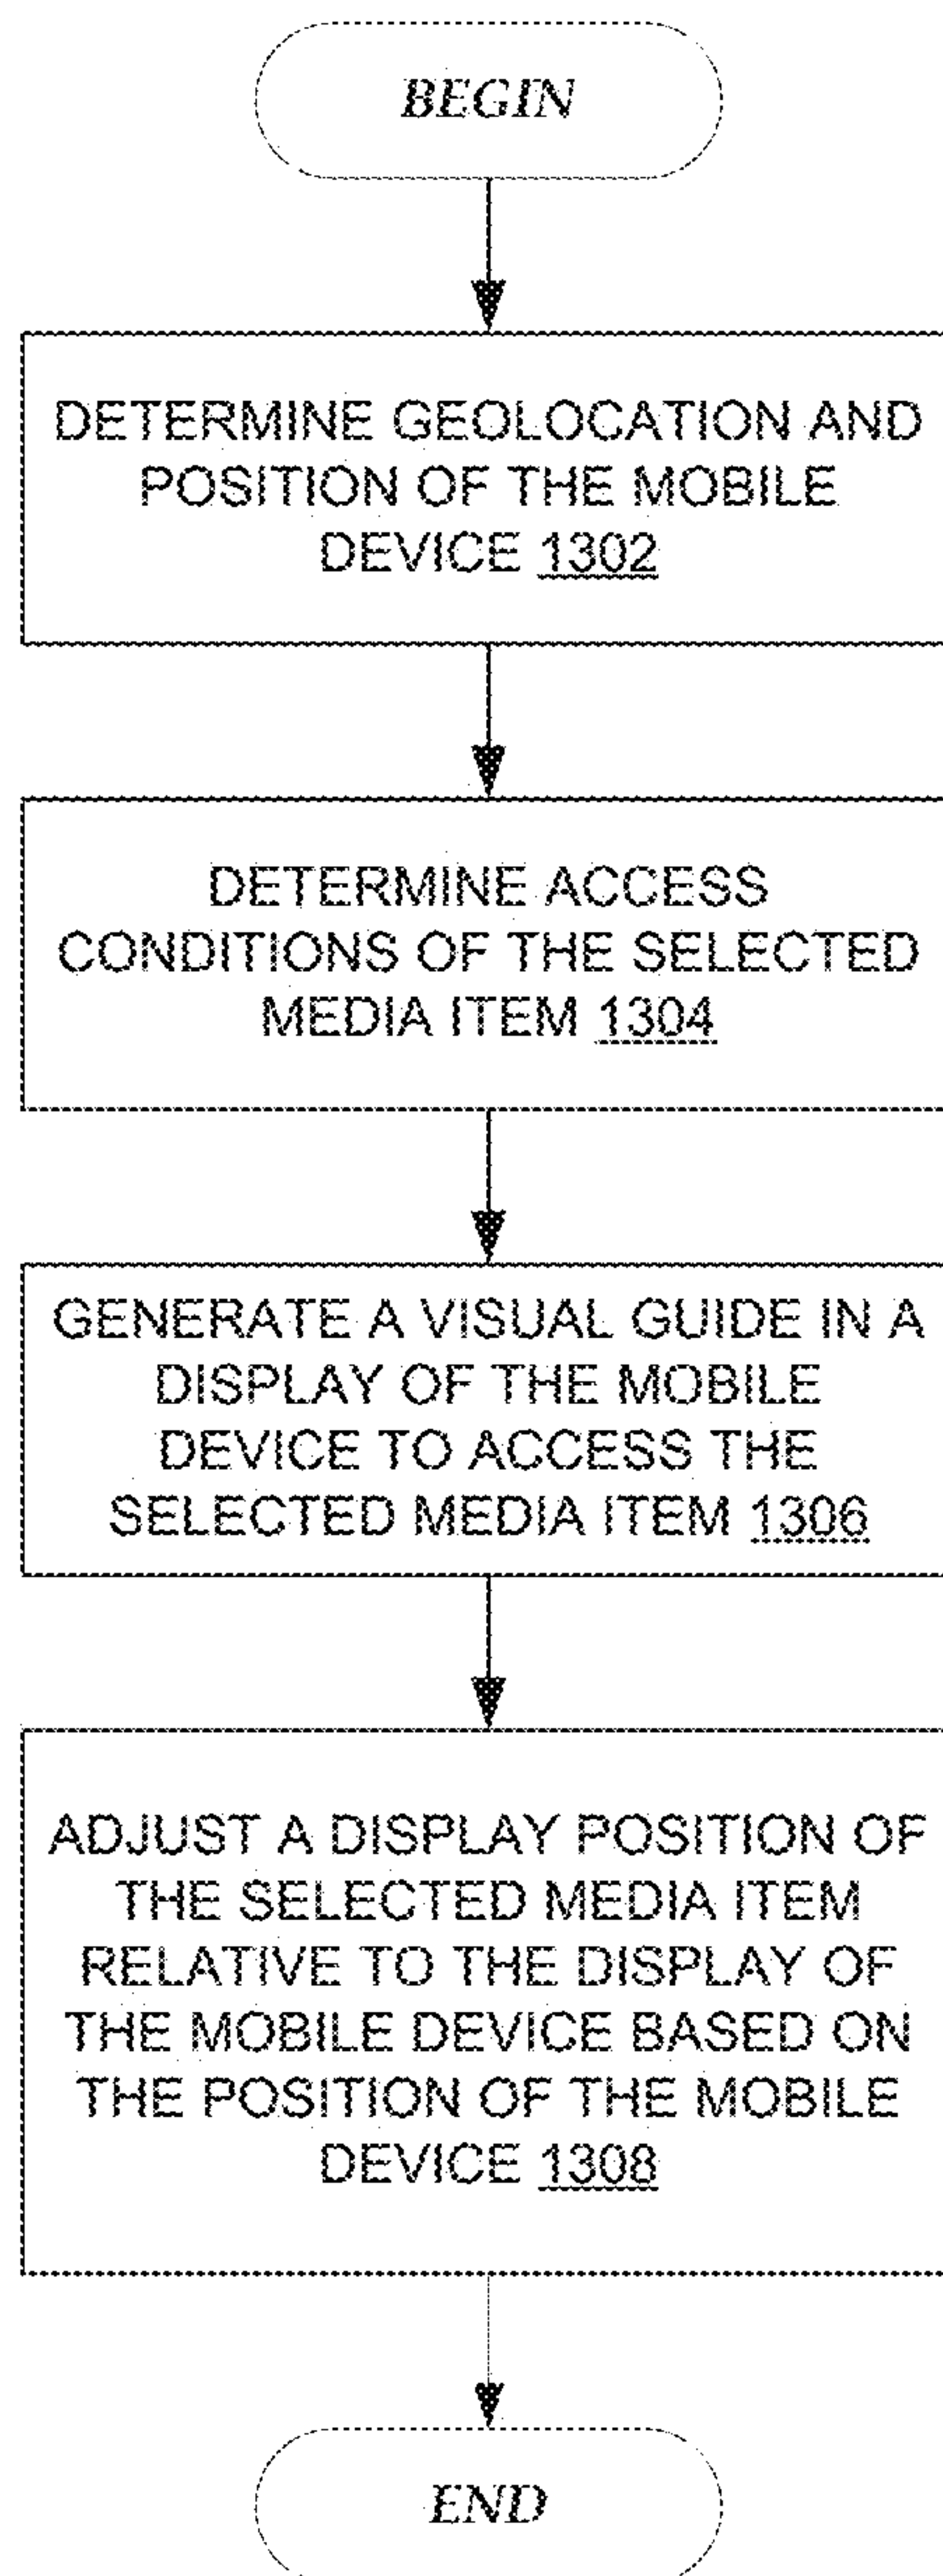 BEGIN
DETERMINE GEOLOCATION AND
POSITION OF THE MOBILE
DEVICE 1302
DETERMINE ACCESS
CONDITIONS OF THE SELECTED
MEDIA ITEM 1304
GENERATE A VISUAL GUIDE IN A
DISPLAY OF THE MOBILE
DEVICE TO ACCESS THE
SELECTED MEDIA ITEM 1306
ADJUST A DISPLAY POSITION OF
THE SELECTED MEDIA ITEM
RELATIVE TO THE DISPLAY OF
THE MOBILE DEVICE BASED ON
THE POSITION OF THE MOBILE
DEVICE 1308
END